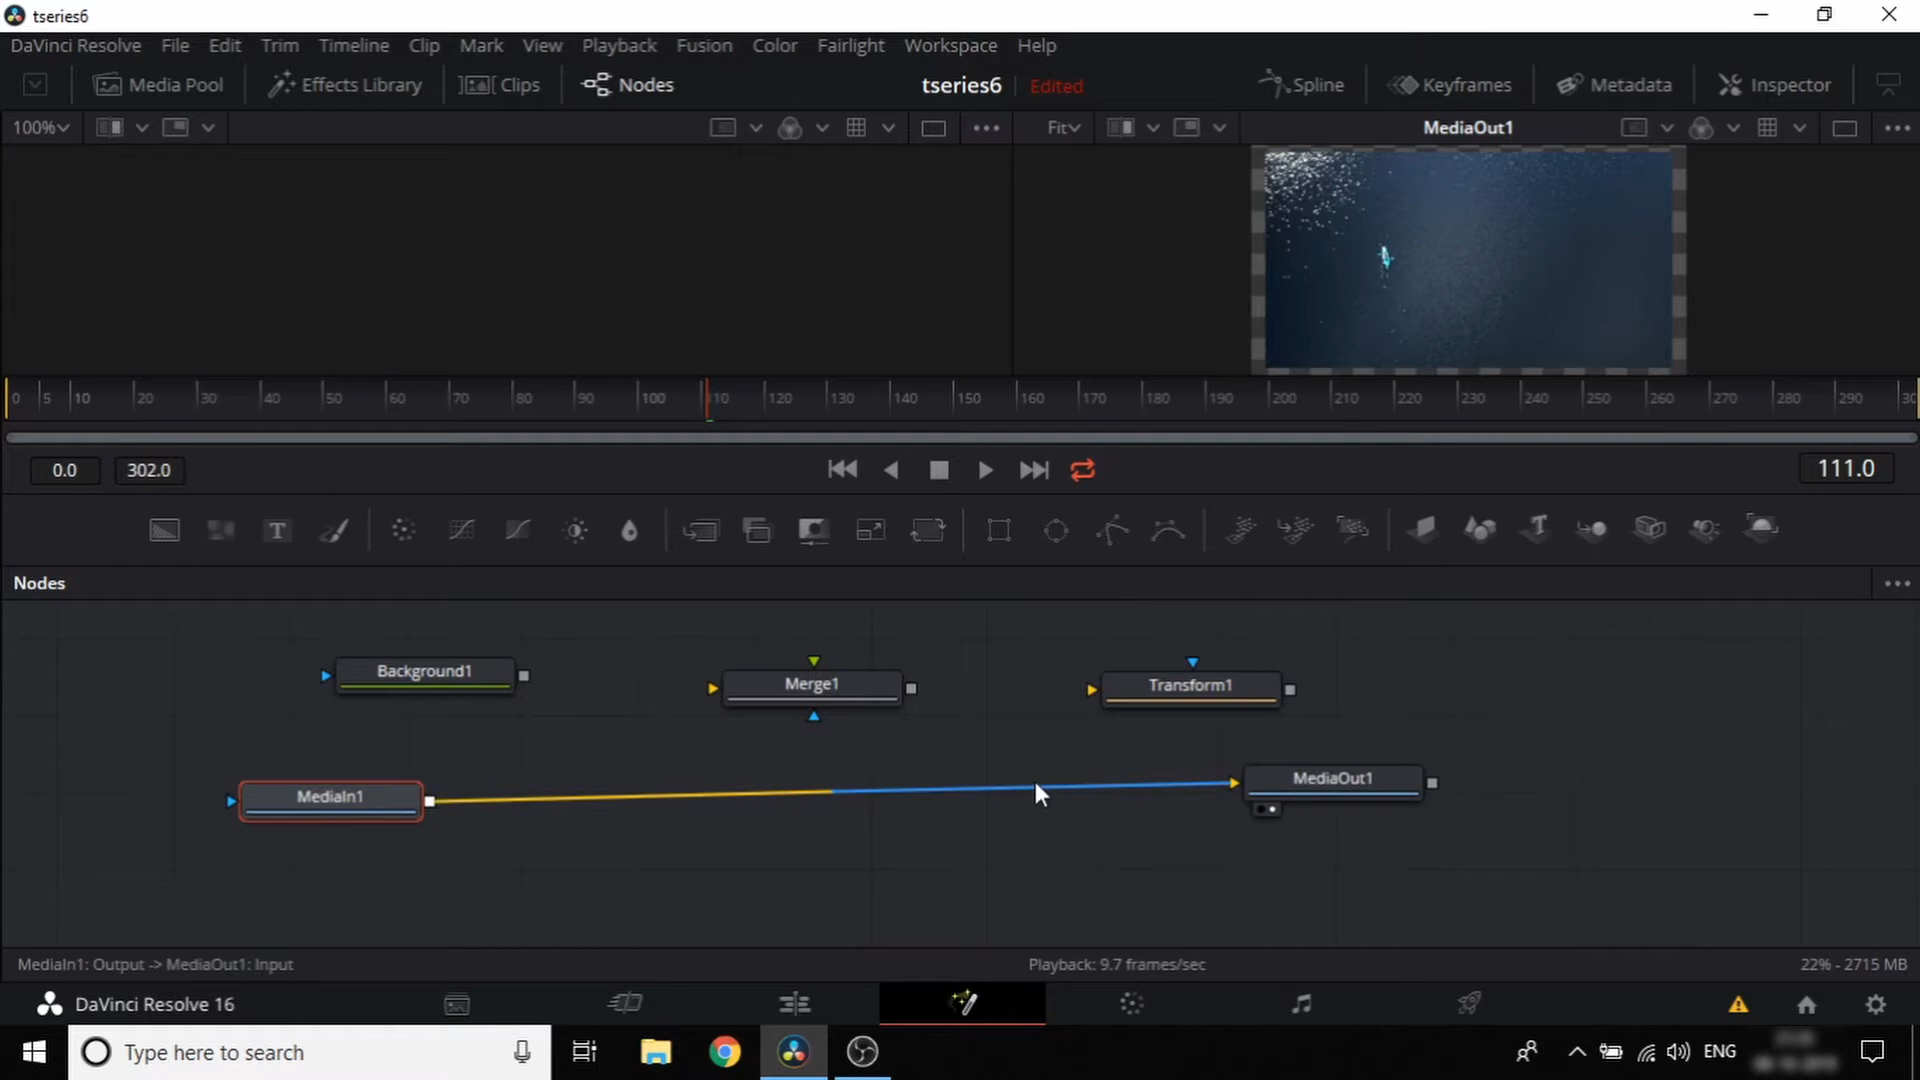 tseries6
DaVinci Resolve File Edit Trim Timeline Clip Mark View Playback Fusion Color Fairlight Workspace Help
Media Pool Effects Library Clips Nodes tseries6 Edited Spline Keyframes Metadata Inspector
100% Fit MediaOut1
0 5 10 20 30 40 50 60 70 80 90 100 110 120 130 140 150 160 170 180 190 200 210 220 230 240 250 260 270 280 290 30
0.0 302.0 111.0
T T
Nodes
Background1 Merge1 Transform1
MediaIn1 MediaOut1
MediaIn1: Output -> MediaOut1: Input Playback: 9.7 frames/sec 22% - 2715 MB
DaVinci Resolve 16
Type here to search ENG